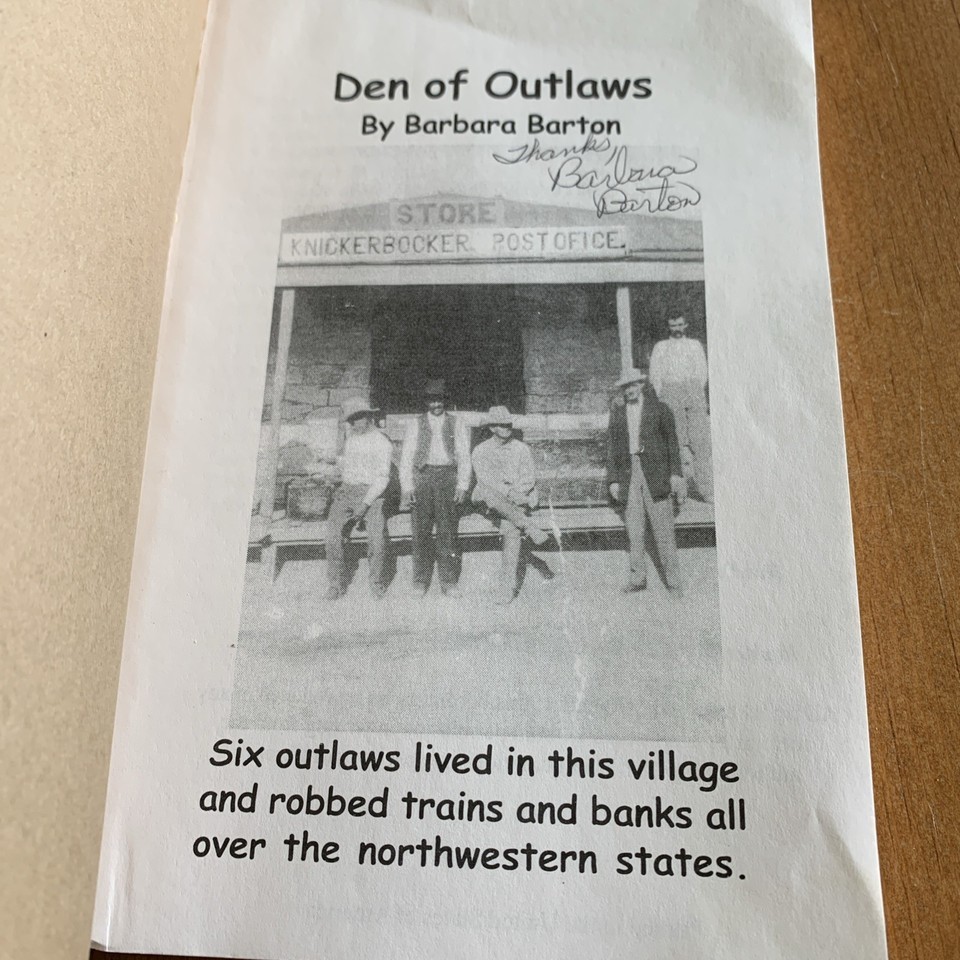 Den of Outlaws
By Barbara Barton
Thanks,
Barbara
Barton
STORE
KNICKERBOCKER. POST OFICE.
Six outlaws lived in this village
and robbed trains and banks all
over the northwestern states.